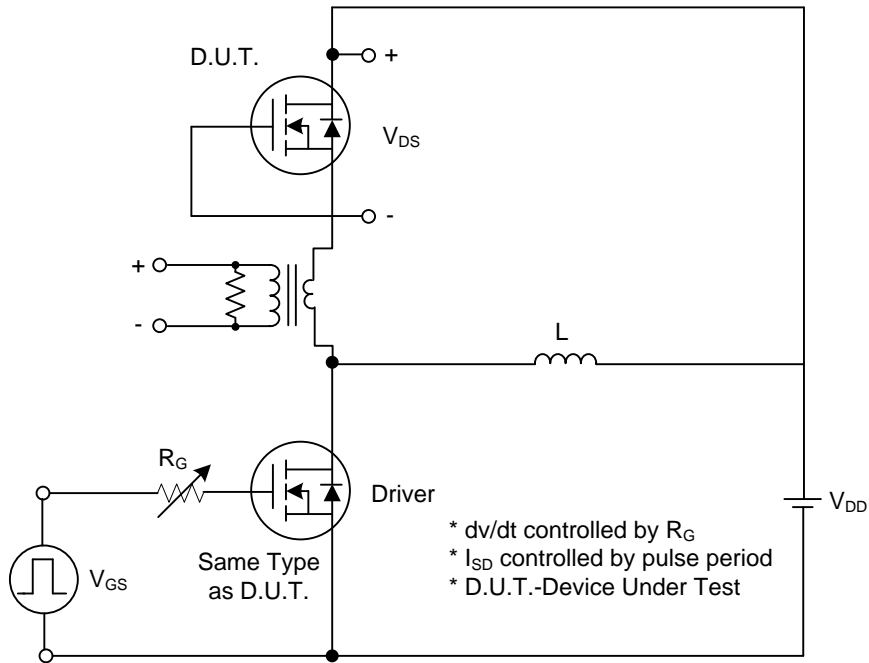 D.U.T.
+
V_DS
-
+
-
L
R_G
Driver
V_DD
* dv/dt controlled by R_G
* I_SD controlled by pulse period
* D.U.T.-Device Under Test
Same Type
as D.U.T.
V_GS